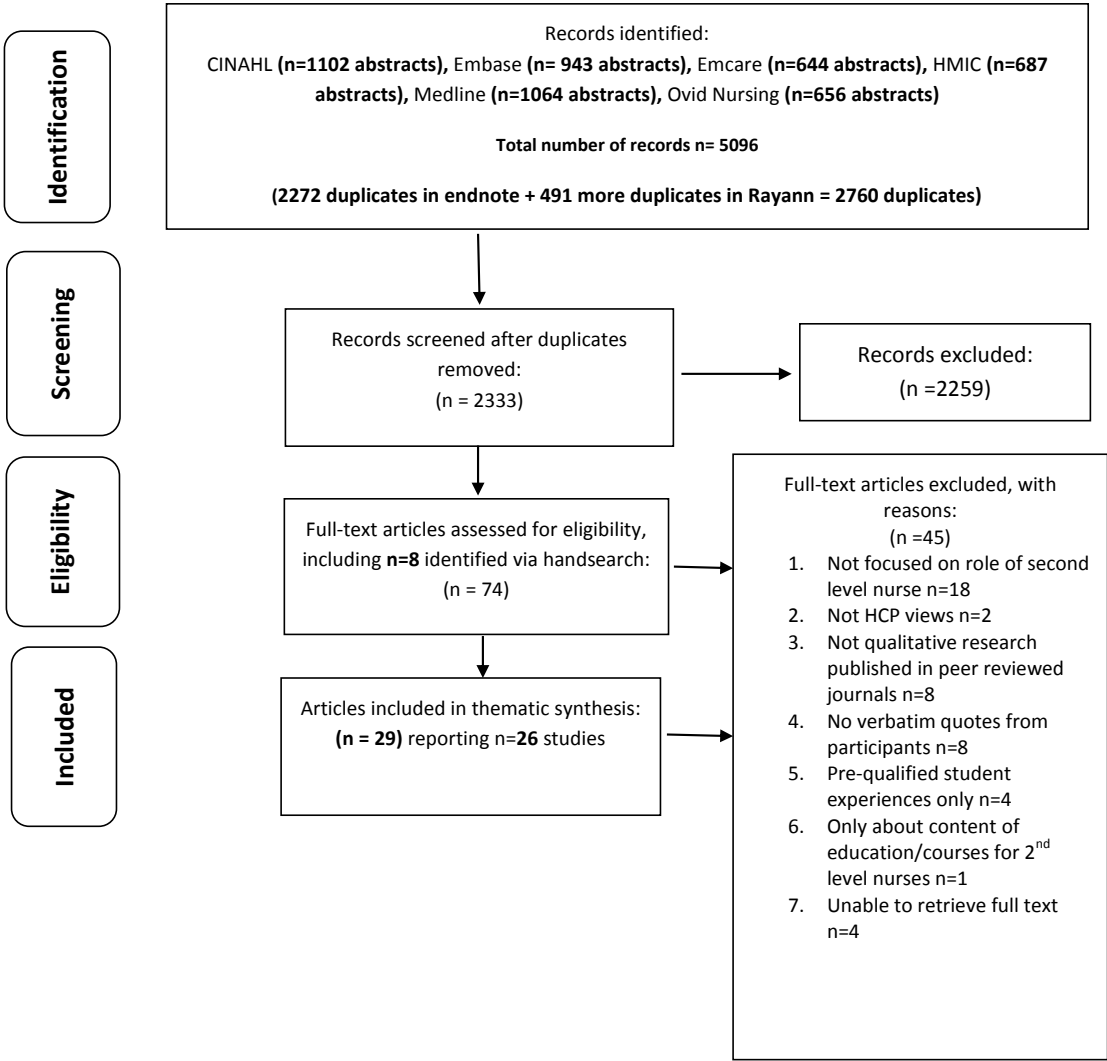 Identification
Records identified:
CINAHL (n=1102 abstracts), Embase (n= 943 abstracts), Emcare (n=644 abstracts), HMIC (n=687
abstracts), Medline (n=1064 abstracts), Ovid Nursing (n=656 abstracts)
Total number of records n= 5096
(2272 duplicates in endnote + 491 more duplicates in Rayann = 2760 duplicates)
Screening
Records screened after duplicates
removed:
(n = 2333)
Records excluded:
(n =2259)
Eligibility
Full-text articles assessed for eligibility,
including n=8 identified via handsearch:
(n = 74)
Full-text articles excluded, with
reasons:
(n =45)
1. Not focused on role of second
level nurse n=18
2. Not HCP views n=2
3. Not qualitative research
published in peer reviewed
journals n=8
4. No verbatim quotes from
participants n=8
5. Pre-qualified student
experiences only n=4
6. Only about content of
education/courses for 2nd
level nurses n=1
7. Unable to retrieve full text
n=4
Included
Articles included in thematic synthesis:
(n = 29) reporting n=26 studies